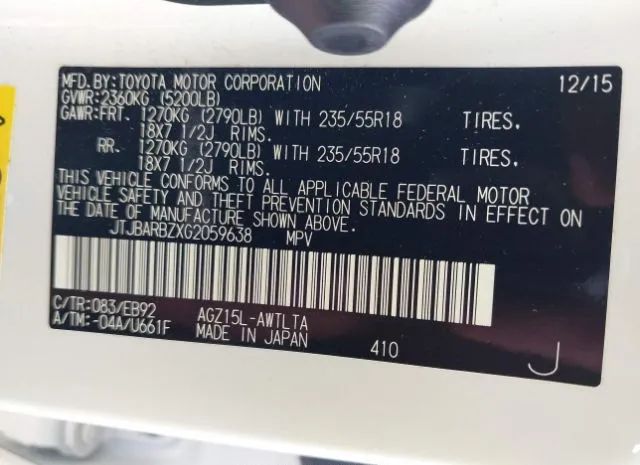 MFD.BY:TOYOTA MOTOR CORPORATION 12/15
GVWR:2360KG (5200LB)
GAWR:FRT. 1270KG (2790LB) WITH 235/55R18 TIRES.
18X7 1/2J RIMS.
RR. 1270KG (2790LB) WITH 235/55R18 TIRES.
18X7 1/2J RIMS.
THIS VEHICLE CONFORMS TO ALL APPLICABLE FEDERAL MOTOR
VEHICLE SAFETY AND THEFT PREVENTION STANDARDS IN EFFECT ON
THE DATE OF MANUFACTURE SHOWN ABOVE.
JTJBARBZXG2059638 MPV
C/TR:083/EB92 AGZ15L-AWTLTA
A/TM:-04A/U661F MADE IN JAPAN 410 J